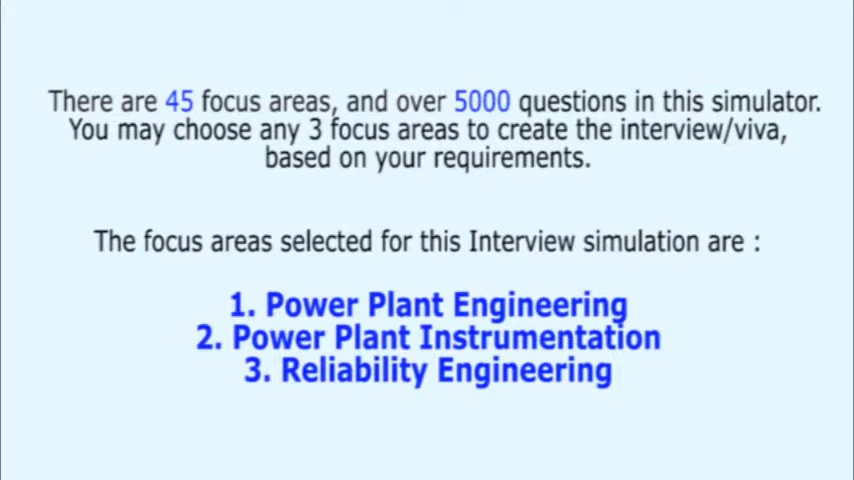 There are 45 focus areas, and over 5000 questions in this simulator.
You may choose any 3 focus areas to create the interview/viva,
based on your requirements.
The focus areas selected for this Interview simulation are :
1. Power Plant Engineering
2. Power Plant Instrumentation
3. Reliability Engineering